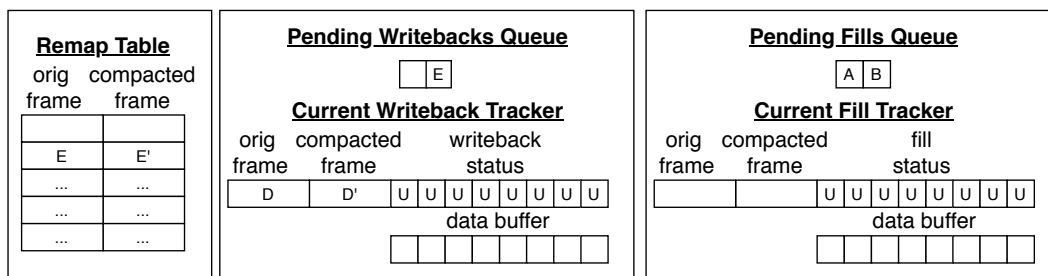 Remap Table
orig compacted
frame frame
E E'
... ...
... ...
... ...
Pending Writebacks Queue
E
Current Writeback Tracker
orig compacted writeback
frame frame status
D D' U U U U U U U U
data buffer
Pending Fills Queue
A B
Current Fill Tracker
orig compacted fill
frame frame status
U U U U U U U U
data buffer